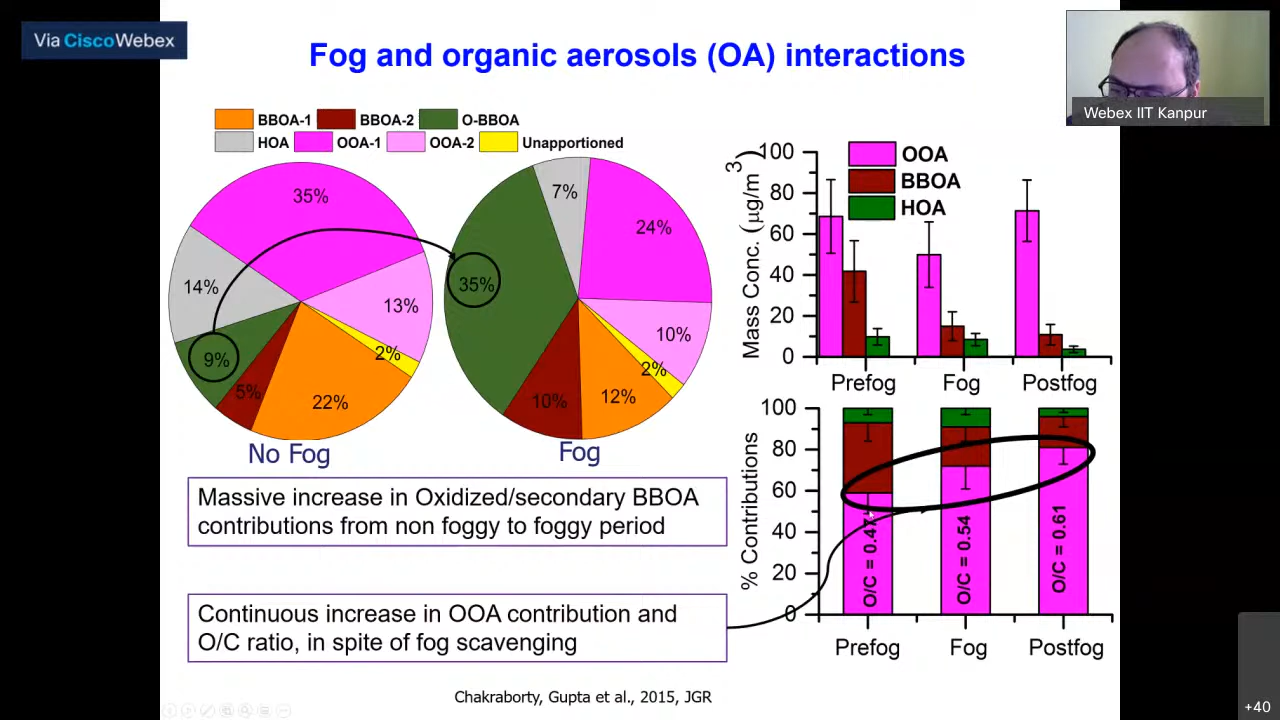 Via CiscoWebex
Fog and organic aerosols (OA) interactions
Webex IIT Kanpur
BBOA-1 BBOA-2 O-BBOA
HOA OOA-1 OOA-2 Unapportioned
35%
14%
13%
9%
5%
22%
2%
No Fog
7%
24%
35%
10%
2%
10%
12%
Fog
Mass Conc. (µg/m³)
100
80
60
40
20
0
OOA
BBOA
HOA
Prefog Fog Postfog
% Contributions
100
80
60
40
20
0
O/C = 0.47
O/C = 0.54
O/C = 0.61
Prefog Fog Postfog
Massive increase in Oxidized/secondary BBOA
contributions from non foggy to foggy period
Continuous increase in OOA contribution and
O/C ratio, in spite of fog scavenging
Chakraborty, Gupta et al., 2015, JGR
+40